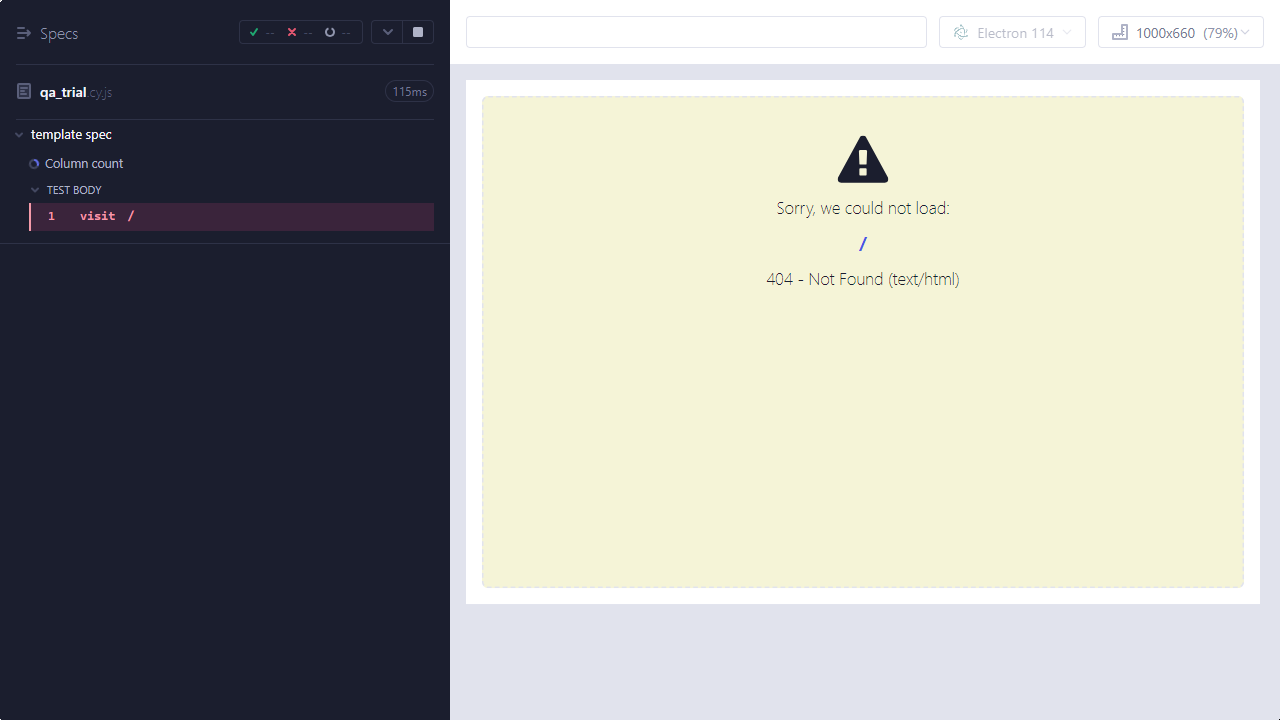 Specs
-- -- --
qa_trial.cy.js 115ms
template spec
Column count
TEST BODY
1 visit /
Electron 114
1000x660 (79%)
Sorry, we could not load:
/
404 - Not Found (text/html)